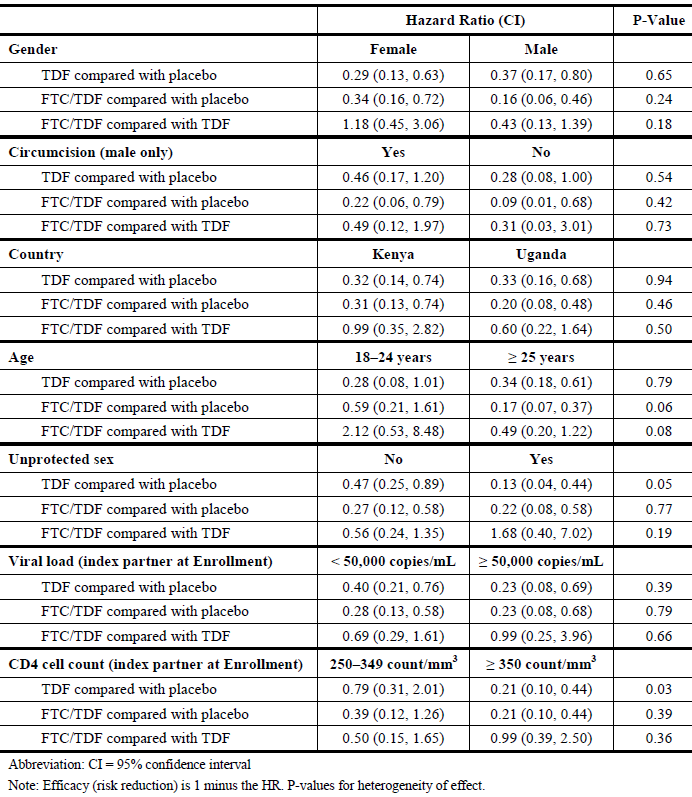 Hazard Ratio (CI) P-Value
Gender Female Male
TDF compared with placebo 0.29 (0.13, 0.63) 0.37 (0.17, 0.80) 0.65
FTC/TDF compared with placebo 0.34 (0.16, 0.72) 0.16 (0.06, 0.46) 0.24
FTC/TDF compared with TDF 1.18 (0.45, 3.06) 0.43 (0.13, 1.39) 0.18
Circumcision (male only) Yes No
TDF compared with placebo 0.46 (0.17, 1.20) 0.28 (0.08, 1.00) 0.54
FTC/TDF compared with placebo 0.22 (0.06, 0.79) 0.09 (0.01, 0.68) 0.42
FTC/TDF compared with TDF 0.49 (0.12, 1.97) 0.31 (0.03, 3.01) 0.73
Country Kenya Uganda
TDF compared with placebo 0.32 (0.14, 0.74) 0.33 (0.16, 0.68) 0.94
FTC/TDF compared with placebo 0.31 (0.13, 0.74) 0.20 (0.08, 0.48) 0.46
FTC/TDF compared with TDF 0.99 (0.35, 2.82) 0.60 (0.22, 1.64) 0.50
Age 18–24 years ≥ 25 years
TDF compared with placebo 0.28 (0.08, 1.01) 0.34 (0.18, 0.61) 0.79
FTC/TDF compared with placebo 0.59 (0.21, 1.61) 0.17 (0.07, 0.37) 0.06
FTC/TDF compared with TDF 2.12 (0.53, 8.48) 0.49 (0.20, 1.22) 0.08
Unprotected sex No Yes
TDF compared with placebo 0.47 (0.25, 0.89) 0.13 (0.04, 0.44) 0.05
FTC/TDF compared with placebo 0.27 (0.12, 0.58) 0.22 (0.08, 0.58) 0.77
FTC/TDF compared with TDF 0.56 (0.24, 1.35) 1.68 (0.40, 7.02) 0.19
Viral load (index partner at Enrollment) < 50,000 copies/mL ≥ 50,000 copies/mL
TDF compared with placebo 0.40 (0.21, 0.76) 0.23 (0.08, 0.69) 0.39
FTC/TDF compared with placebo 0.28 (0.13, 0.58) 0.23 (0.08, 0.68) 0.79
FTC/TDF compared with TDF 0.69 (0.29, 1.61) 0.99 (0.25, 3.96) 0.66
CD4 cell count (index partner at Enrollment) 250–349 count/mm³ ≥ 350 count/mm³
TDF compared with placebo 0.79 (0.31, 2.01) 0.21 (0.10, 0.44) 0.03
FTC/TDF compared with placebo 0.39 (0.12, 1.26) 0.21 (0.10, 0.44) 0.39
FTC/TDF compared with TDF 0.50 (0.15, 1.65) 0.99 (0.39, 2.50) 0.36
Abbreviation: CI = 95% confidence interval
Note: Efficacy (risk reduction) is 1 minus the HR. P-values for heterogeneity of effect.